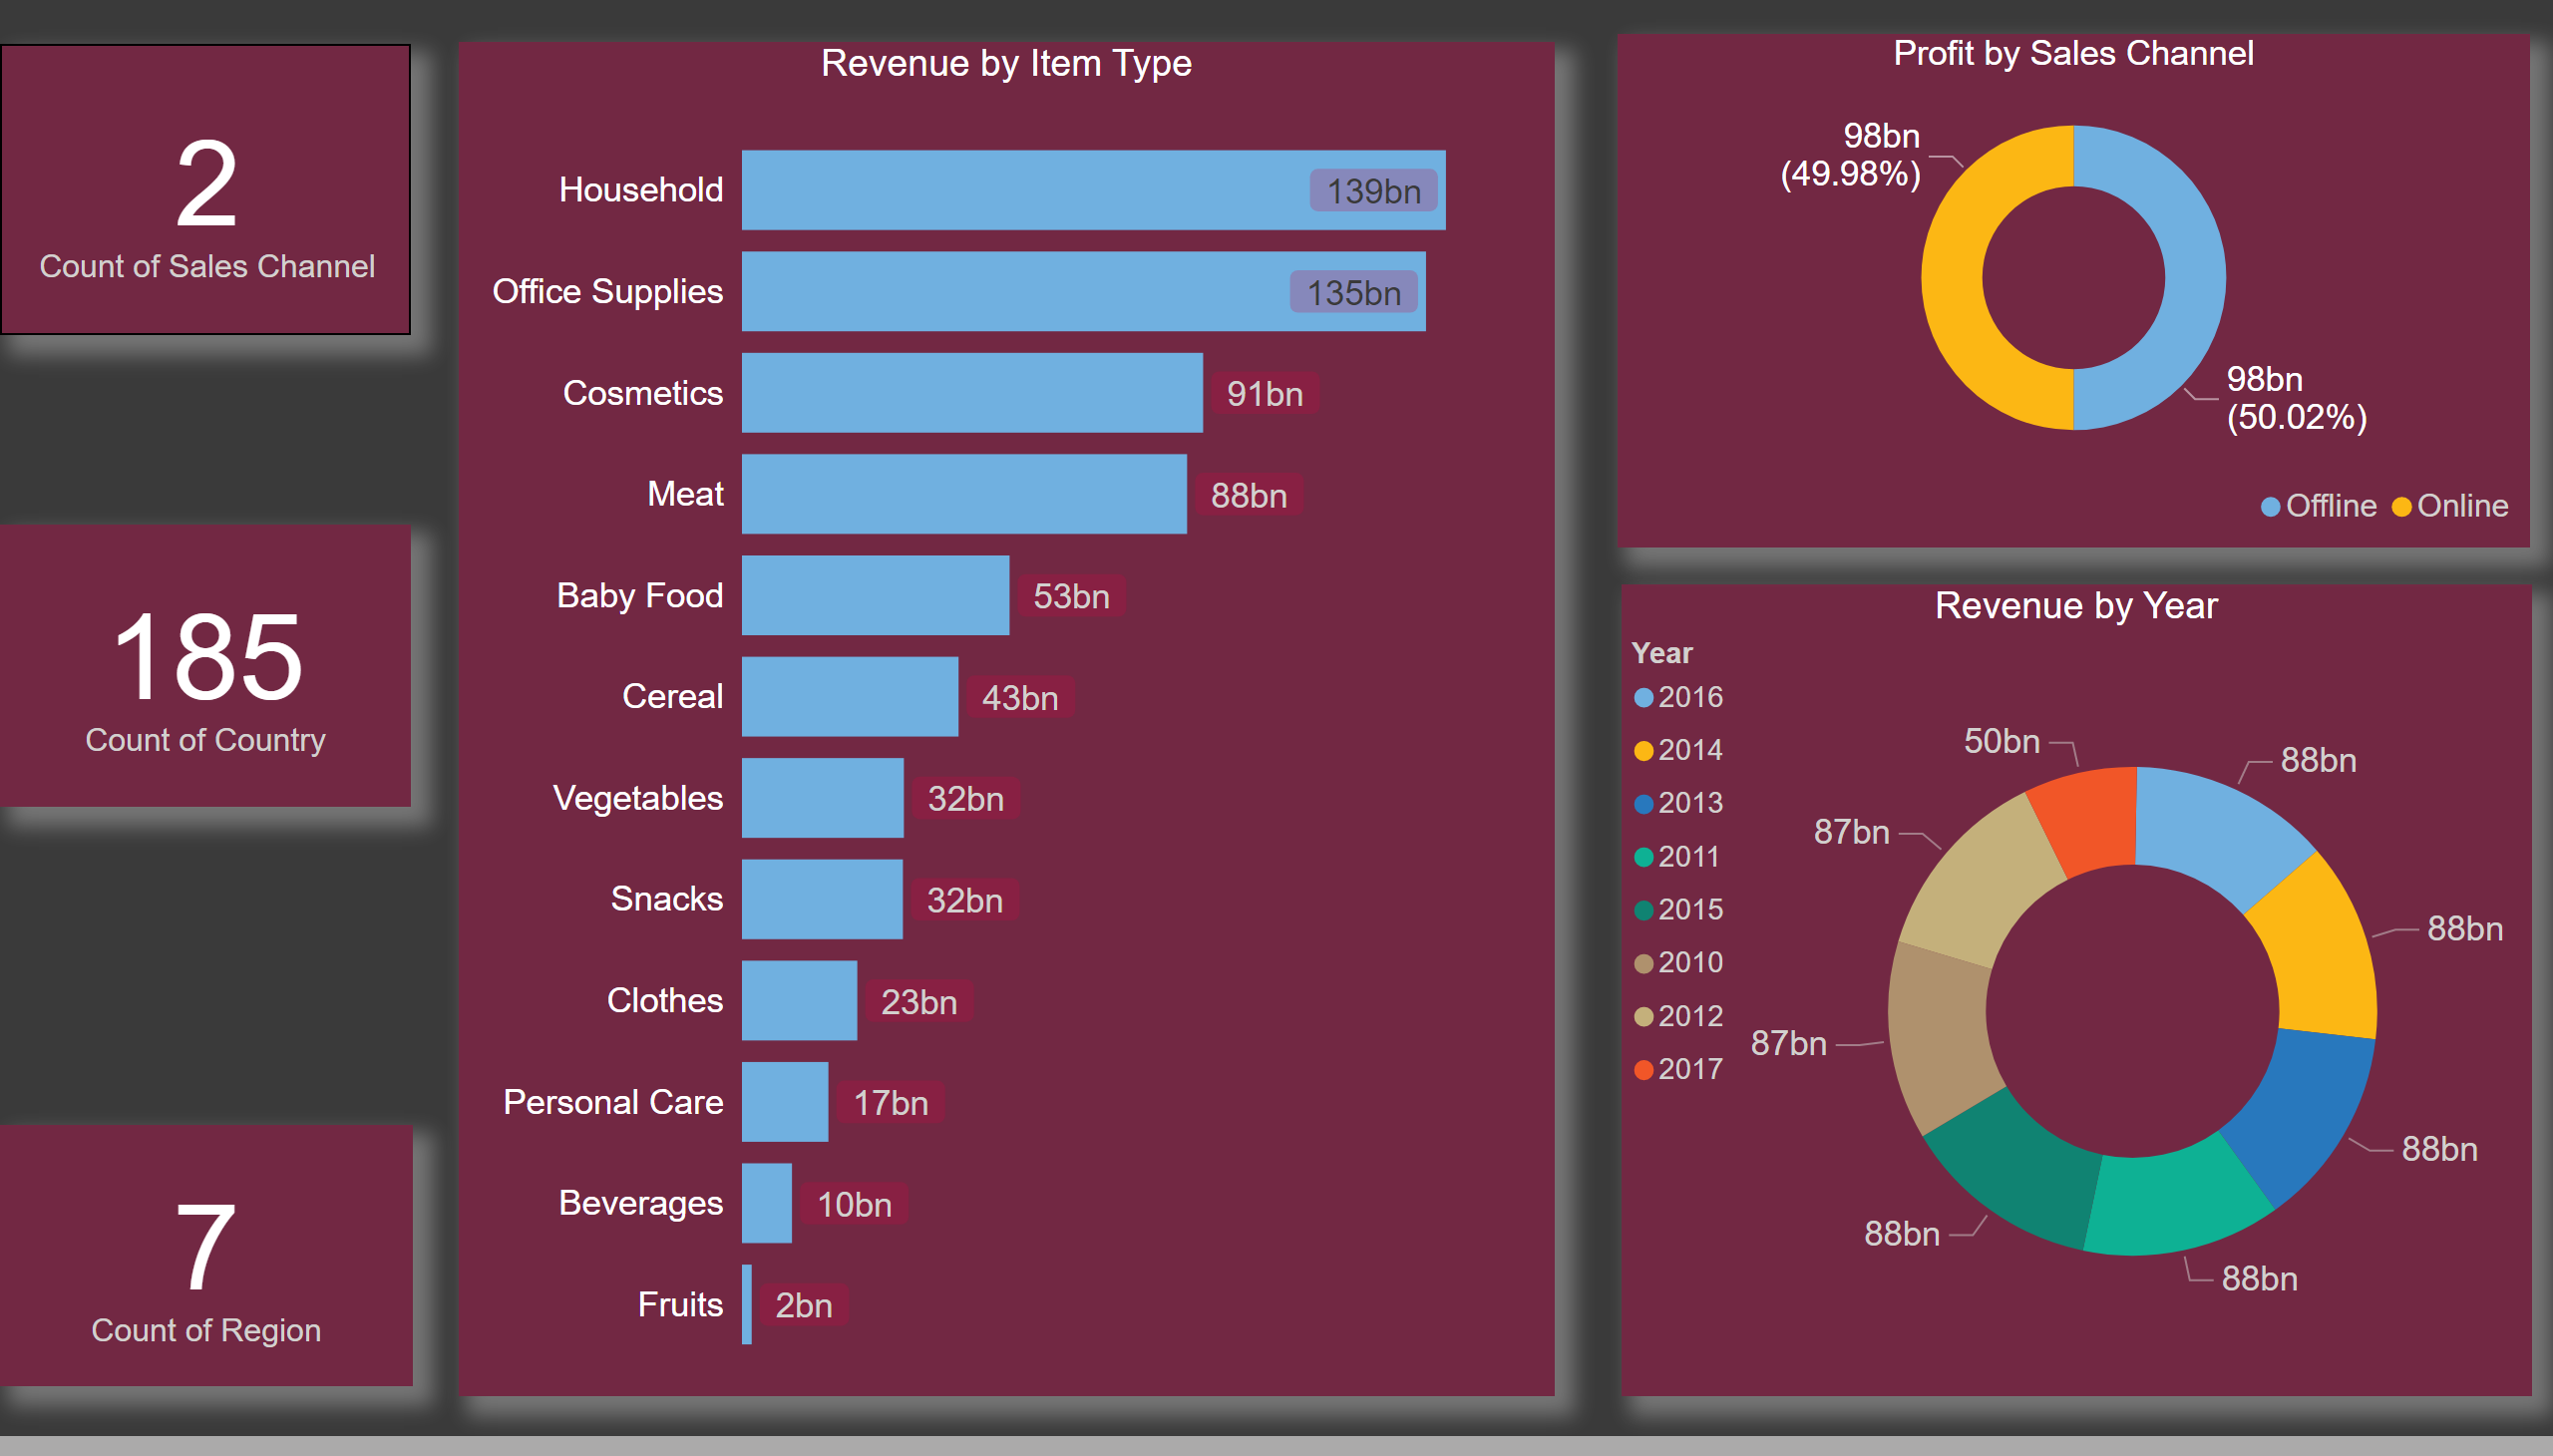 2
Count of Sales Channel
185
Count of Country
7
Count of Region
Revenue by Item Type
Household 139bn
Office Supplies 135bn
Cosmetics 91bn
Meat 88bn
Baby Food 53bn
Cereal 43bn
Vegetables 32bn
Snacks 32bn
Clothes 23bn
Personal Care 17bn
Beverages 10bn
Fruits 2bn
Profit by Sales Channel
98bn
(49.98%)
98bn
(50.02%)
Offline Online
Revenue by Year
Year
2016
2014
2013
2011
2015
2010
2012
2017
50bn
88bn
87bn
88bn
87bn
88bn
88bn
88bn